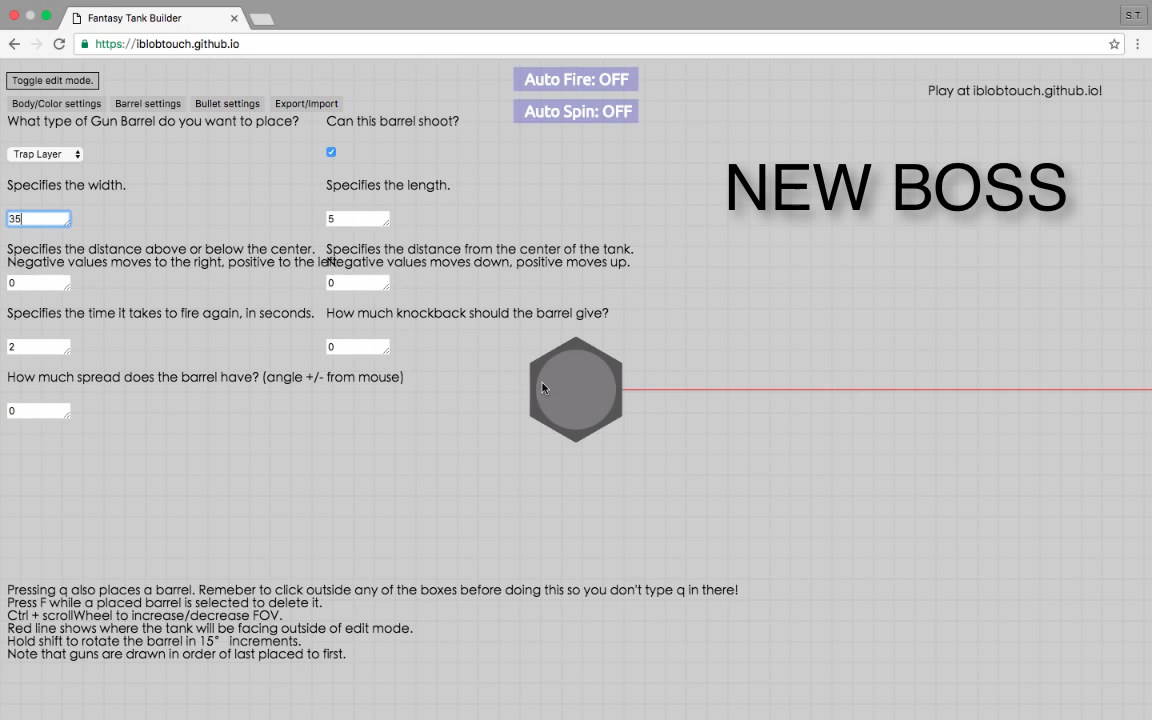 Fantasy Tank Builder
S.T.
https://iblobtouch.github.io
Toggle edit mode.
Auto Fire: OFF
Play at iblobtouch.github.io!
Body/Color settings
Barrel settings
Bullet settings
Export/Import
Auto Spin: OFF
What type of Gun Barrel do you want to place?
Can this barrel shoot?
Trap Layer
NEW BOSS
Specifies the width.
Specifies the length.
35
5
Specifies the distance above or below the center.
Negative values moves to the right, positive to the left.
Specifies the distance from the center of the tank.
Negative values moves down, positive moves up.
0
0
Specifies the time it takes to fire again, in seconds.
How much knockback should the barrel give?
2
0
How much spread does the barrel have? (angle +/- from mouse)
0
Pressing q also places a barrel. Remeber to click outside any of the boxes before doing this so you don't type q in there!
Press F while a placed barrel is selected to delete it.
Ctrl + scrollWheel to increase/decrease FOV.
Red line shows where the tank will be facing outside of edit mode.
Hold shift to rotate the barrel in 15° increments.
Note that guns are drawn in order of last placed to first.